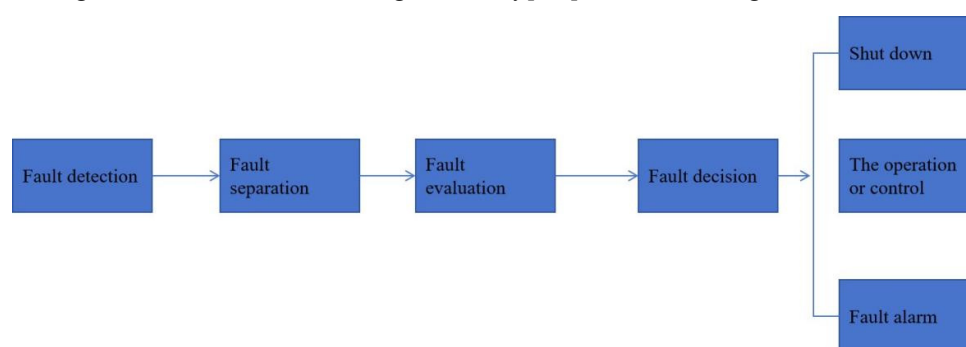 Shut down
Fault detection
Fault
separation
Fault
evaluation
Fault decision
The operation
or control
Fault alarm